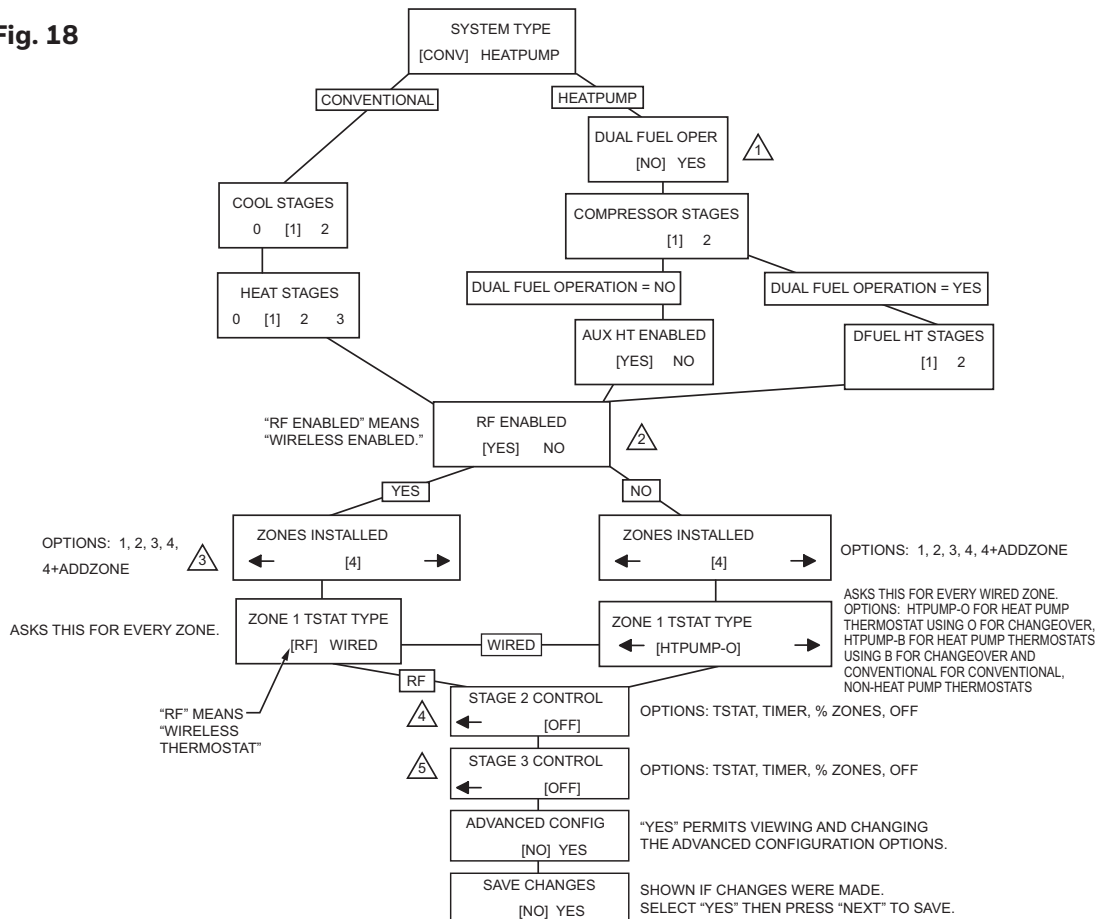 Fig. 18
SYSTEM TYPE
[CONV] HEATPUMP
CONVENTIONAL
HEATPUMP
DUAL FUEL OPER
[NO] YES
1
COOL STAGES
0 [1] 2
COMPRESSOR STAGES
[1] 2
HEAT STAGES
0 [1] 2 3
DUAL FUEL OPERATION = NO
DUAL FUEL OPERATION = YES
AUX HT ENABLED
[YES] NO
DFUEL HT STAGES
[1] 2
“RF ENABLED” MEANS
“WIRELESS ENABLED.”
RF ENABLED
[YES] NO
2
YES
NO
OPTIONS: 1, 2, 3, 4,
4+ADDZONE
3
ZONES INSTALLED
[4]
ZONES INSTALLED
[4]
OPTIONS: 1, 2, 3, 4, 4+ADDZONE
ASKS THIS FOR EVERY ZONE.
ZONE 1 TSTAT TYPE
[RF] WIRED
WIRED
ZONE 1 TSTAT TYPE
[HTPUMP-O]
ASKS THIS FOR EVERY WIRED ZONE.
OPTIONS: HTPUMP-O FOR HEAT PUMP
THERMOSTAT USING O FOR CHANGEOVER,
HTPUMP-B FOR HEAT PUMP THERMOSTATS
USING B FOR CHANGEOVER AND
CONVENTIONAL FOR CONVENTIONAL,
NON-HEAT PUMP THERMOSTATS
RF
“RF” MEANS
“WIRELESS
THERMOSTAT”
4
STAGE 2 CONTROL
[OFF]
OPTIONS: TSTAT, TIMER, % ZONES, OFF
5
STAGE 3 CONTROL
[OFF]
OPTIONS: TSTAT, TIMER, % ZONES, OFF
ADVANCED CONFIG
[NO] YES
“YES” PERMITS VIEWING AND CHANGING
THE ADVANCED CONFIGURATION OPTIONS.
SAVE CHANGES
[NO] YES
SHOWN IF CHANGES WERE MADE.
SELECT “YES” THEN PRESS “NEXT” TO SAVE.